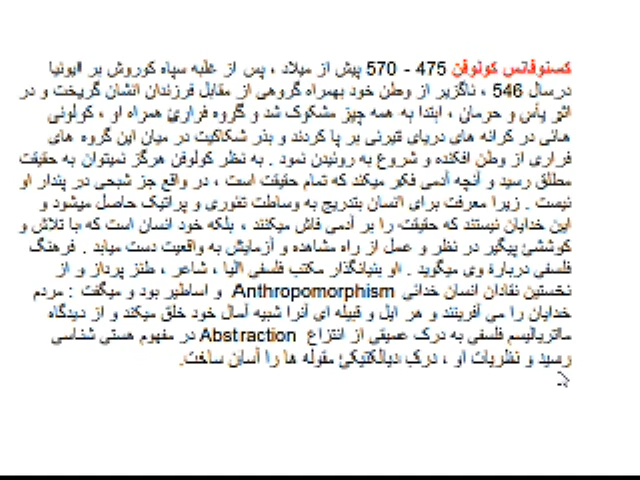 کسنوفانس کولوفن 475 - 570 پیش از میلاد ، پس از غلبه سپاه کوروش بر ایونیا
درسال 546 ، ناگزیر از وطن خود بهمراه گروهی از مقابل فرزندان انشان گریخت و در
اثر یأس و حرمان ، ابتدا به همه چیز مشکوک شد و گروه فراریَ همراه او ، کولونی
هائی در کرانه های دریای تیرنی بر پا کردند و بذر شکاکیت در میان این گروه های
فراری از وطن افکنده و شروع به روئیدن نمود . به نظر کولوفن هرگز نمیتوان به حقیقت
مطلق رسید و آنچه آدمی فکر میکند که تمام حقیقت است ، در واقع جز شبحی در پندار او
نیست . زیرا معرفت برای انسان بتدریج به وساطت تئوری و پراتیک حاصل میشود و
این خدایان نیستند که حقیقت را بر آدمی فاش میکنند ، بلکه خود انسان است که با تلاش و
کوششیَ پیگیر در نظر و عمل از راه مشاهده و آزمایش به واقعیت دست میابد . فرهنگ
فلسفی دربارهَ وی میگوید . او بنیانگذار مکتب فلسفی الیا ، شاعر ، طنز پرداز و از
نخستین نقادان انسان خدائی Anthropomorphism و اساطیر بود و میگفت : مردم
خدایان را می آفرینند و هر ایل و قبیله ای آنرا شبیه آمال خود خلق میکند و از دیدگاه
ماتریالیسم فلسفی به درک عمیقی از انتزاع Abstraction در مفهوم هستی شناسی
رسید و نظریات او ، درکِ دیالکتیکیَ مقوله ها را آسان ساخت.